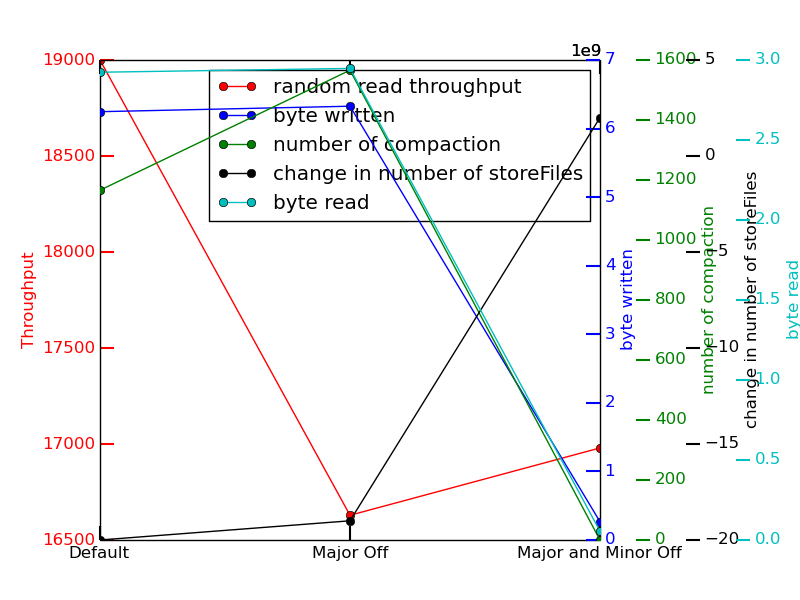 1e9
19000 7 1600 5 3.0
random read throughput
byte written
6 1400
18500 0 2.5
number of compaction
change in number of storeFiles
1200
byte read
5
2.0
1000
18000 4 −5
800 1.5
3
17500 −10
600
2 1.0
400
17000 −15
1 200 0.5
16500 0 0 −20 0.0
Default Major Off Major and Minor Off
Throughput
byte written
number of compaction
change in number of storeFiles
byte read